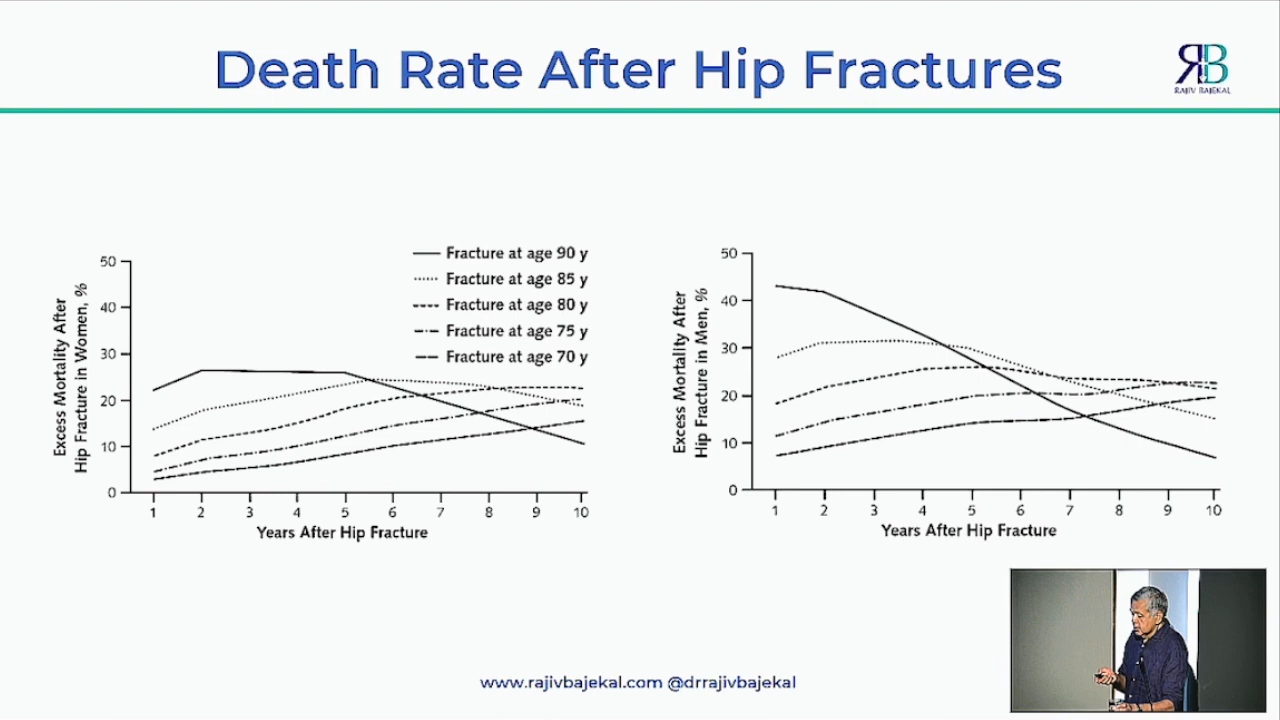 Death Rate After Hip Fractures
RB
RAJIV BAJEKAL
Excess Mortality After
Hip Fracture in Women, %
50
40
30
20
10
0
Fracture at age 90 y
Fracture at age 85 y
Fracture at age 80 y
Fracture at age 75 y
Fracture at age 70 y
1 2 3 4 5 6 7 8 9 10
Years After Hip Fracture
Excess Mortality After
Hip Fracture in Men, %
50
40
30
20
10
0
1 2 3 4 5 6 7 8 9 10
Years After Hip Fracture
www.rajivbajekal.com @drrajivbajekal